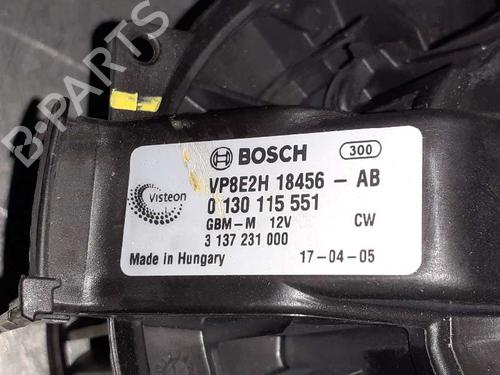 B-PARTS
BOSCH 300
VP8E2H 18456 - AB
Visteon
0 130 115 551
GBM-M 12V CW
3 137 231 000
Made in Hungary 17-04-05